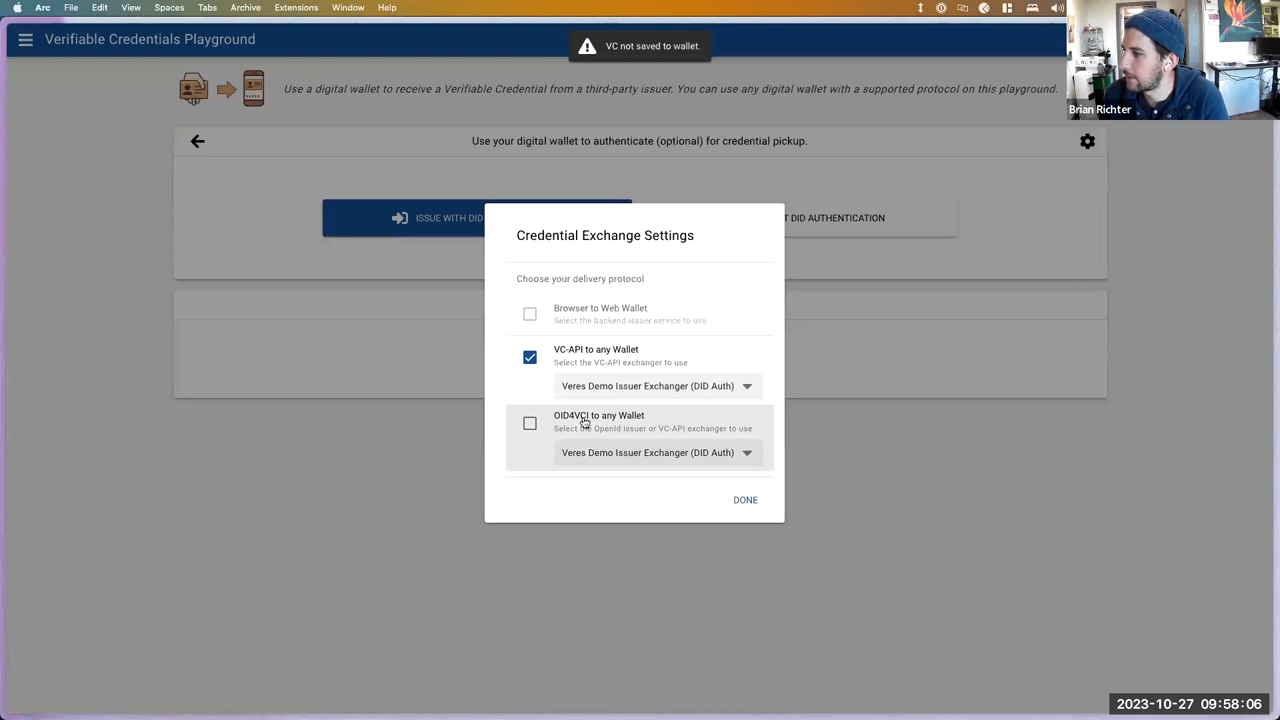 Arc File Edit View Spaces Tabs Archive Extensions Window Help
Verifiable Credentials Playground
VC not saved to wallet.
Brian Richter
Use a digital wallet to receive a Verifiable Credential from a third-party issuer. You can use any digital wallet with a supported protocol on this playground.
Use your digital wallet to authenticate (optional) for credential pickup.
ISSUE WITH DID
T DID AUTHENTICATION
Credential Exchange Settings
Choose your delivery protocol
Browser to Web Wallet
Select the backend issuer service to use
VC-API to any Wallet
Select the VC-API exchanger to use
Veres Demo Issuer Exchanger (DID Auth)
OID4VCI to any Wallet
Select the OpenId issuer or VC-API exchanger to use
Veres Demo Issuer Exchanger (DID Auth)
DONE
2023-10-27 09:58:06